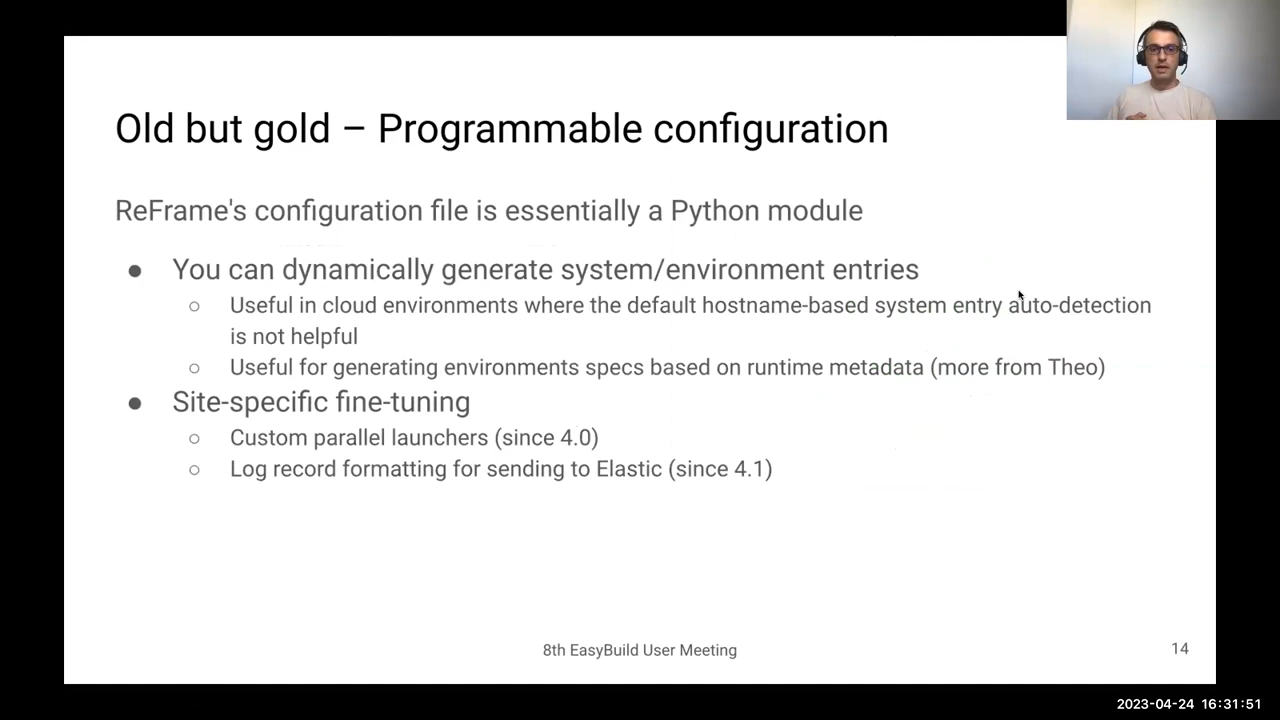 Old but gold – Programmable configuration
ReFrame's configuration file is essentially a Python module
● You can dynamically generate system/environment entries
○ Useful in cloud environments where the default hostname-based system entry auto-detection
is not helpful
○ Useful for generating environments specs based on runtime metadata (more from Theo)
● Site-specific fine-tuning
○ Custom parallel launchers (since 4.0)
○ Log record formatting for sending to Elastic (since 4.1)
8th EasyBuild User Meeting
14
2023-04-24 16:31:51